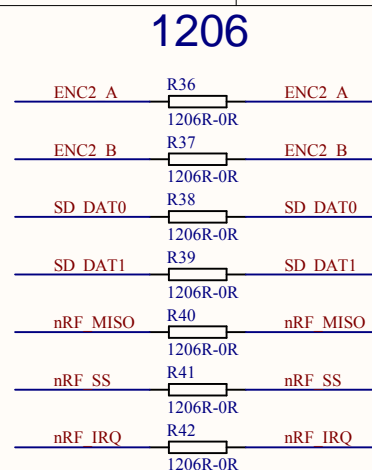 1206
R36
ENC2_A ENC2_A
1206R-0R
R37
ENC2_B ENC2_B
1206R-0R
R38
SD_DAT0 SD_DAT0
1206R-0R
R39
SD_DAT1 SD_DAT1
1206R-0R
R40
nRF_MISO nRF_MISO
1206R-0R
R41
nRF_SS nRF_SS
1206R-0R
R42
nRF_IRQ nRF_IRQ
1206R-0R